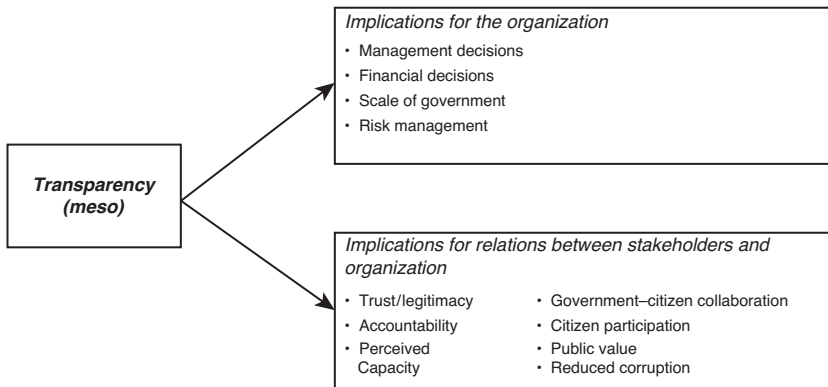 Implications for the organization
• Management decisions
• Financial decisions
• Scale of government
• Risk management
Transparency
(meso)
Implications for relations between stakeholders and
organization
• Trust/legitimacy
• Accountability
• Perceived
Capacity
• Government–citizen collaboration
• Citizen participation
• Public value
• Reduced corruption